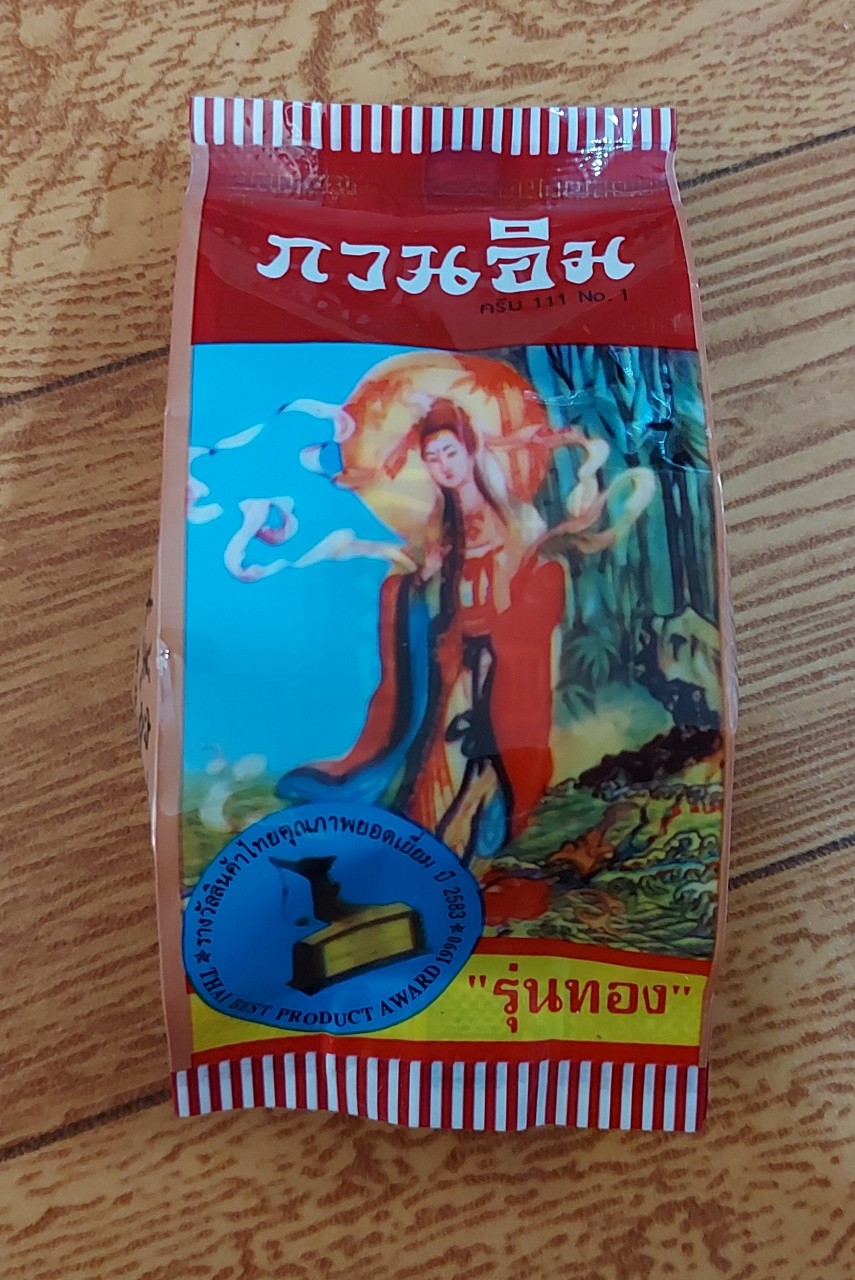 กวนอิม
ครีม 111 No. 1
* รางวัลสินค้าไทยคุณภาพยอดเยี่ยม ปี 2533 *
THAI BEST PRODUCT AWARD 1990
"รุ่นทอง"